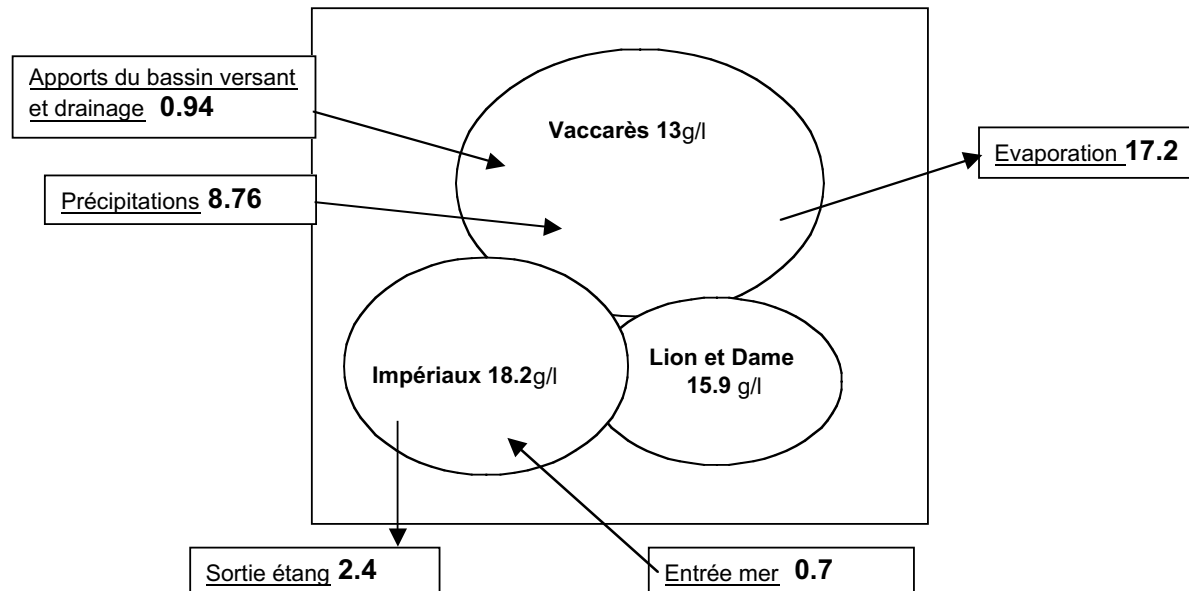 Apports du bassin versant
et drainage 0.94
Vaccarès 13g/l
Evaporation 17.2
Précipitations 8.76
Impériaux 18.2g/l
Lion et Dame
15.9 g/l
Sortie étang 2.4
Entrée mer 0.7